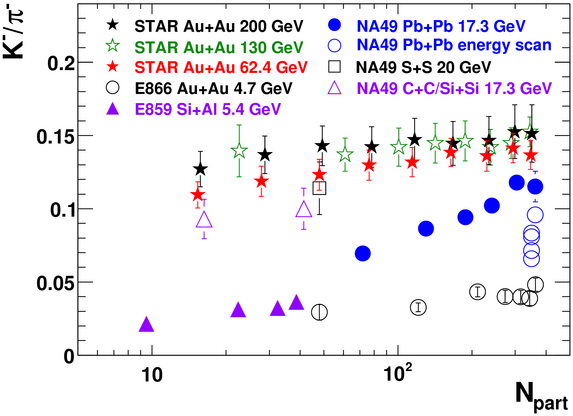 K⁻/π⁻
STAR Au+Au 200 GeV
STAR Au+Au 130 GeV
STAR Au+Au 62.4 GeV
E866 Au+Au 4.7 GeV
E859 Si+Al 5.4 GeV
NA49 Pb+Pb 17.3 GeV
NA49 Pb+Pb energy scan
NA49 S+S 20 GeV
NA49 C+C/Si+Si 17.3 GeV
0.2
0.15
0.1
0.05
0
10
10²
N_part